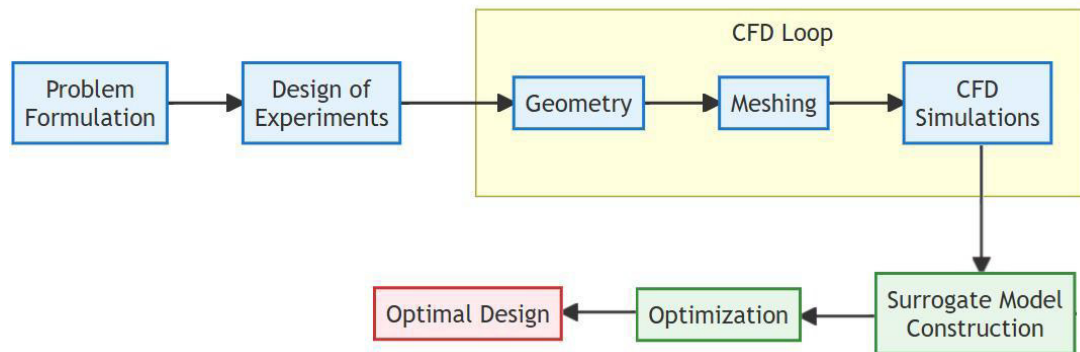 CFD Loop
Problem
Formulation
Design of
Experiments
Geometry
Meshing
CFD
Simulations
Surrogate Model
Construction
Optimization
Optimal Design